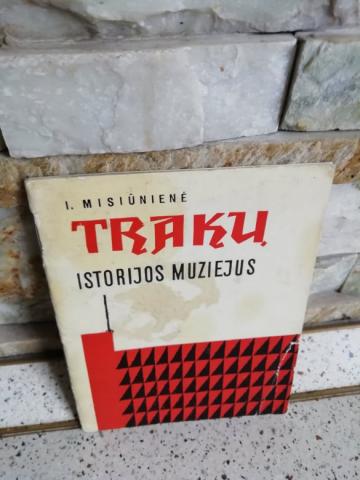 I. MISIŪNIENĖ
TRAKŲ
ISTORIJOS MUZIEJUS